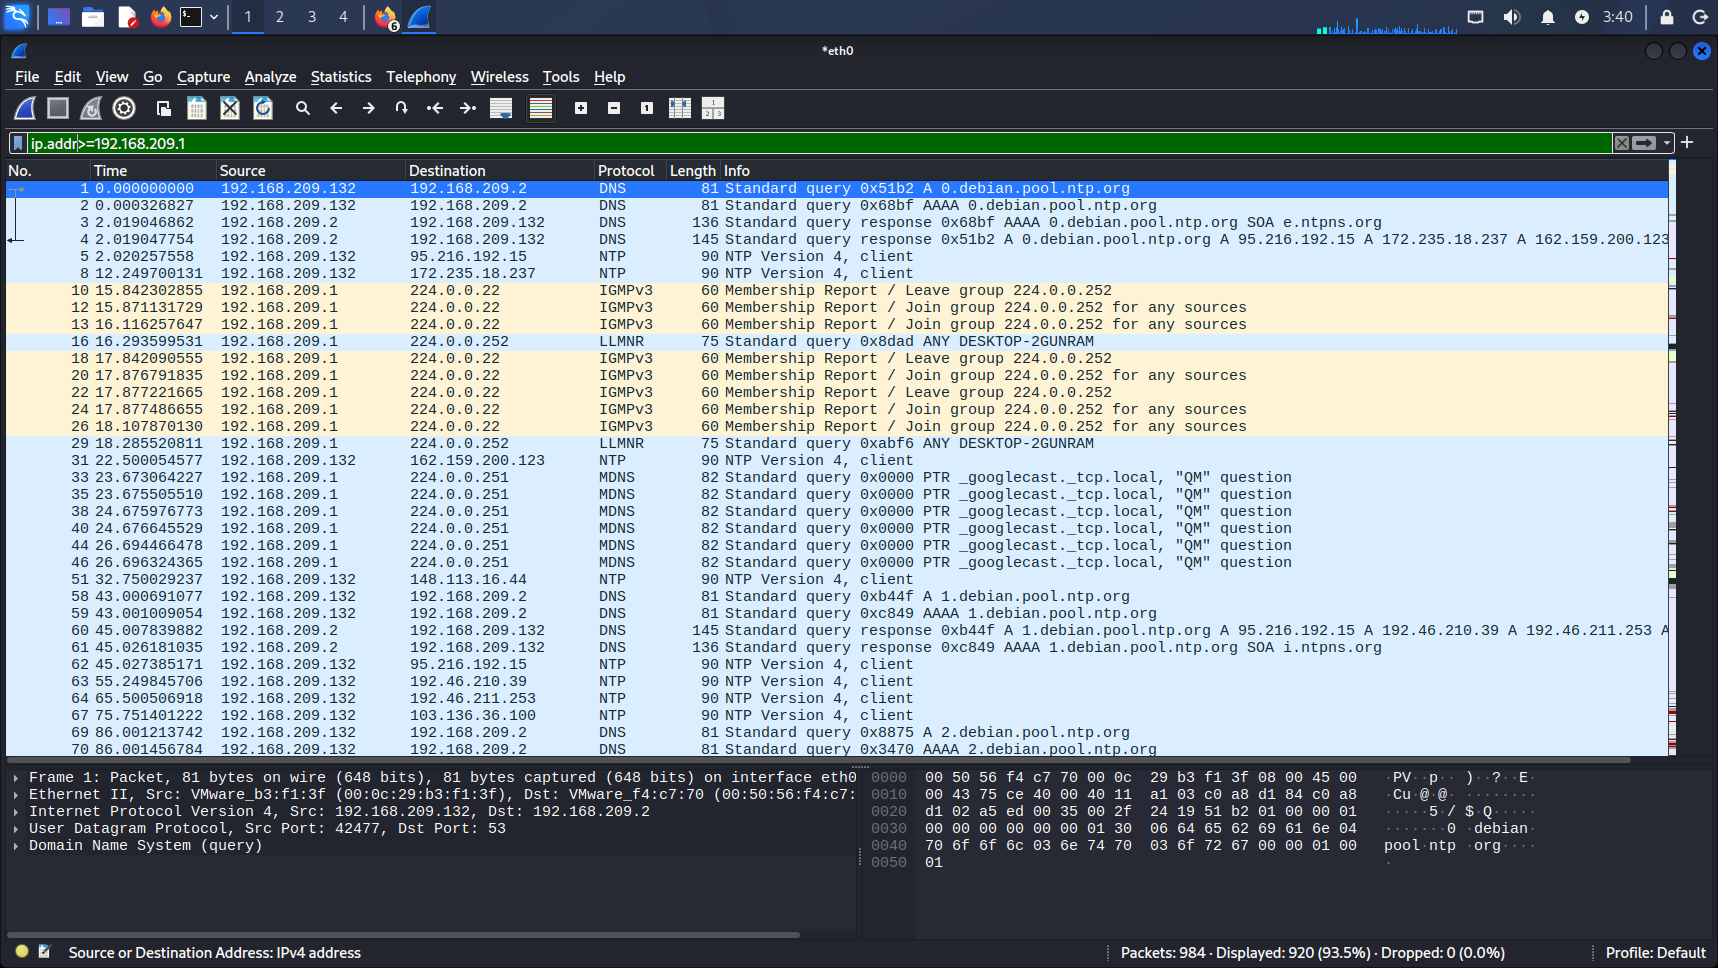 1 2 3 4 6 3:40
*eth0
File Edit View Go Capture Analyze Statistics Telephony Wireless Tools Help
ip.addr>=192.168.209.1
No. Time Source Destination Protocol Length Info
1 0.000000000 192.168.209.132 192.168.209.2 DNS 81 Standard query 0x51b2 A 0.debian.pool.ntp.org
2 0.000326827 192.168.209.132 192.168.209.2 DNS 81 Standard query 0x68bf AAAA 0.debian.pool.ntp.org
3 2.019046862 192.168.209.2 192.168.209.132 DNS 136 Standard query response 0x68bf AAAA 0.debian.pool.ntp.org SOA e.ntpns.org
4 2.019047754 192.168.209.2 192.168.209.132 DNS 145 Standard query response 0x51b2 A 0.debian.pool.ntp.org A 95.216.192.15 A 172.235.18.237 A 162.159.200.123
5 2.020257558 192.168.209.132 95.216.192.15 NTP 90 NTP Version 4, client
8 12.249700131 192.168.209.132 172.235.18.237 NTP 90 NTP Version 4, client
10 15.842302855 192.168.209.1 224.0.0.22 IGMPv3 60 Membership Report / Leave group 224.0.0.252
12 15.871131729 192.168.209.1 224.0.0.22 IGMPv3 60 Membership Report / Join group 224.0.0.252 for any sources
13 16.116257647 192.168.209.1 224.0.0.22 IGMPv3 60 Membership Report / Join group 224.0.0.252 for any sources
16 16.293599531 192.168.209.1 224.0.0.252 LLMNR 75 Standard query 0x8dad ANY DESKTOP-2GUNRAM
18 17.842090555 192.168.209.1 224.0.0.22 IGMPv3 60 Membership Report / Leave group 224.0.0.252
20 17.876791835 192.168.209.1 224.0.0.22 IGMPv3 60 Membership Report / Join group 224.0.0.252 for any sources
22 17.877221665 192.168.209.1 224.0.0.22 IGMPv3 60 Membership Report / Leave group 224.0.0.252
24 17.877486655 192.168.209.1 224.0.0.22 IGMPv3 60 Membership Report / Join group 224.0.0.252 for any sources
26 18.107870130 192.168.209.1 224.0.0.22 IGMPv3 60 Membership Report / Join group 224.0.0.252 for any sources
29 18.285520811 192.168.209.1 224.0.0.252 LLMNR 75 Standard query 0xabf6 ANY DESKTOP-2GUNRAM
31 22.500054577 192.168.209.132 162.159.200.123 NTP 90 NTP Version 4, client
33 23.673064227 192.168.209.1 224.0.0.251 MDNS 82 Standard query 0x0000 PTR _googlecast._tcp.local, "QM" question
35 23.675505510 192.168.209.1 224.0.0.251 MDNS 82 Standard query 0x0000 PTR _googlecast._tcp.local, "QM" question
38 24.675976773 192.168.209.1 224.0.0.251 MDNS 82 Standard query 0x0000 PTR _googlecast._tcp.local, "QM" question
40 24.676645529 192.168.209.1 224.0.0.251 MDNS 82 Standard query 0x0000 PTR _googlecast._tcp.local, "QM" question
44 26.694466478 192.168.209.1 224.0.0.251 MDNS 82 Standard query 0x0000 PTR _googlecast._tcp.local, "QM" question
46 26.696324365 192.168.209.1 224.0.0.251 MDNS 82 Standard query 0x0000 PTR _googlecast._tcp.local, "QM" question
51 32.750029237 192.168.209.132 148.113.16.44 NTP 90 NTP Version 4, client
58 43.000691077 192.168.209.132 192.168.209.2 DNS 81 Standard query 0xb44f A 1.debian.pool.ntp.org
59 43.001009054 192.168.209.132 192.168.209.2 DNS 81 Standard query 0xc849 AAAA 1.debian.pool.ntp.org
60 45.007839882 192.168.209.2 192.168.209.132 DNS 145 Standard query response 0xb44f A 1.debian.pool.ntp.org A 95.216.192.15 A 192.46.210.39 A 192.46.211.253 A
61 45.026181035 192.168.209.2 192.168.209.132 DNS 136 Standard query response 0xc849 AAAA 1.debian.pool.ntp.org SOA i.ntpns.org
62 45.027385171 192.168.209.132 95.216.192.15 NTP 90 NTP Version 4, client
63 55.249845706 192.168.209.132 192.46.210.39 NTP 90 NTP Version 4, client
64 65.500506918 192.168.209.132 192.46.211.253 NTP 90 NTP Version 4, client
67 75.751401222 192.168.209.132 103.136.36.100 NTP 90 NTP Version 4, client
69 86.001213742 192.168.209.132 192.168.209.2 DNS 81 Standard query 0x8875 A 2.debian.pool.ntp.org
70 86.001456784 192.168.209.132 192.168.209.2 DNS 81 Standard query 0x3470 AAAA 2.debian.pool.ntp.org
Frame 1: Packet, 81 bytes on wire (648 bits), 81 bytes captured (648 bits) on interface eth0
Ethernet II, Src: VMware_b3:f1:3f (00:0c:29:b3:f1:3f), Dst: VMware_f4:c7:70 (00:50:56:f4:c7:
Internet Protocol Version 4, Src: 192.168.209.132, Dst: 192.168.209.2
User Datagram Protocol, Src Port: 42477, Dst Port: 53
Domain Name System (query)
0000 00 50 56 f4 c7 70 00 0c 29 b3 f1 3f 08 00 45 00 ·PV··p·· )··?··E·
0010 00 43 75 ce 40 00 40 11 a1 03 c0 a8 d1 84 c0 a8 ·Cu·@·@· ········
0020 d1 02 a5 ed 00 35 00 2f 24 19 51 b2 01 00 00 01 ·····5·/ $·Q·····
0030 00 00 00 00 00 00 01 30 06 64 65 62 69 61 6e 04 ·······0 ·debian·
0040 70 6f 6f 6c 03 6e 74 70 03 6f 72 67 00 00 01 00 pool·ntp ·org····
0050 01 ·
Source or Destination Address: IPv4 address Packets: 984 · Displayed: 920 (93.5%) · Dropped: 0 (0.0%) Profile: Default